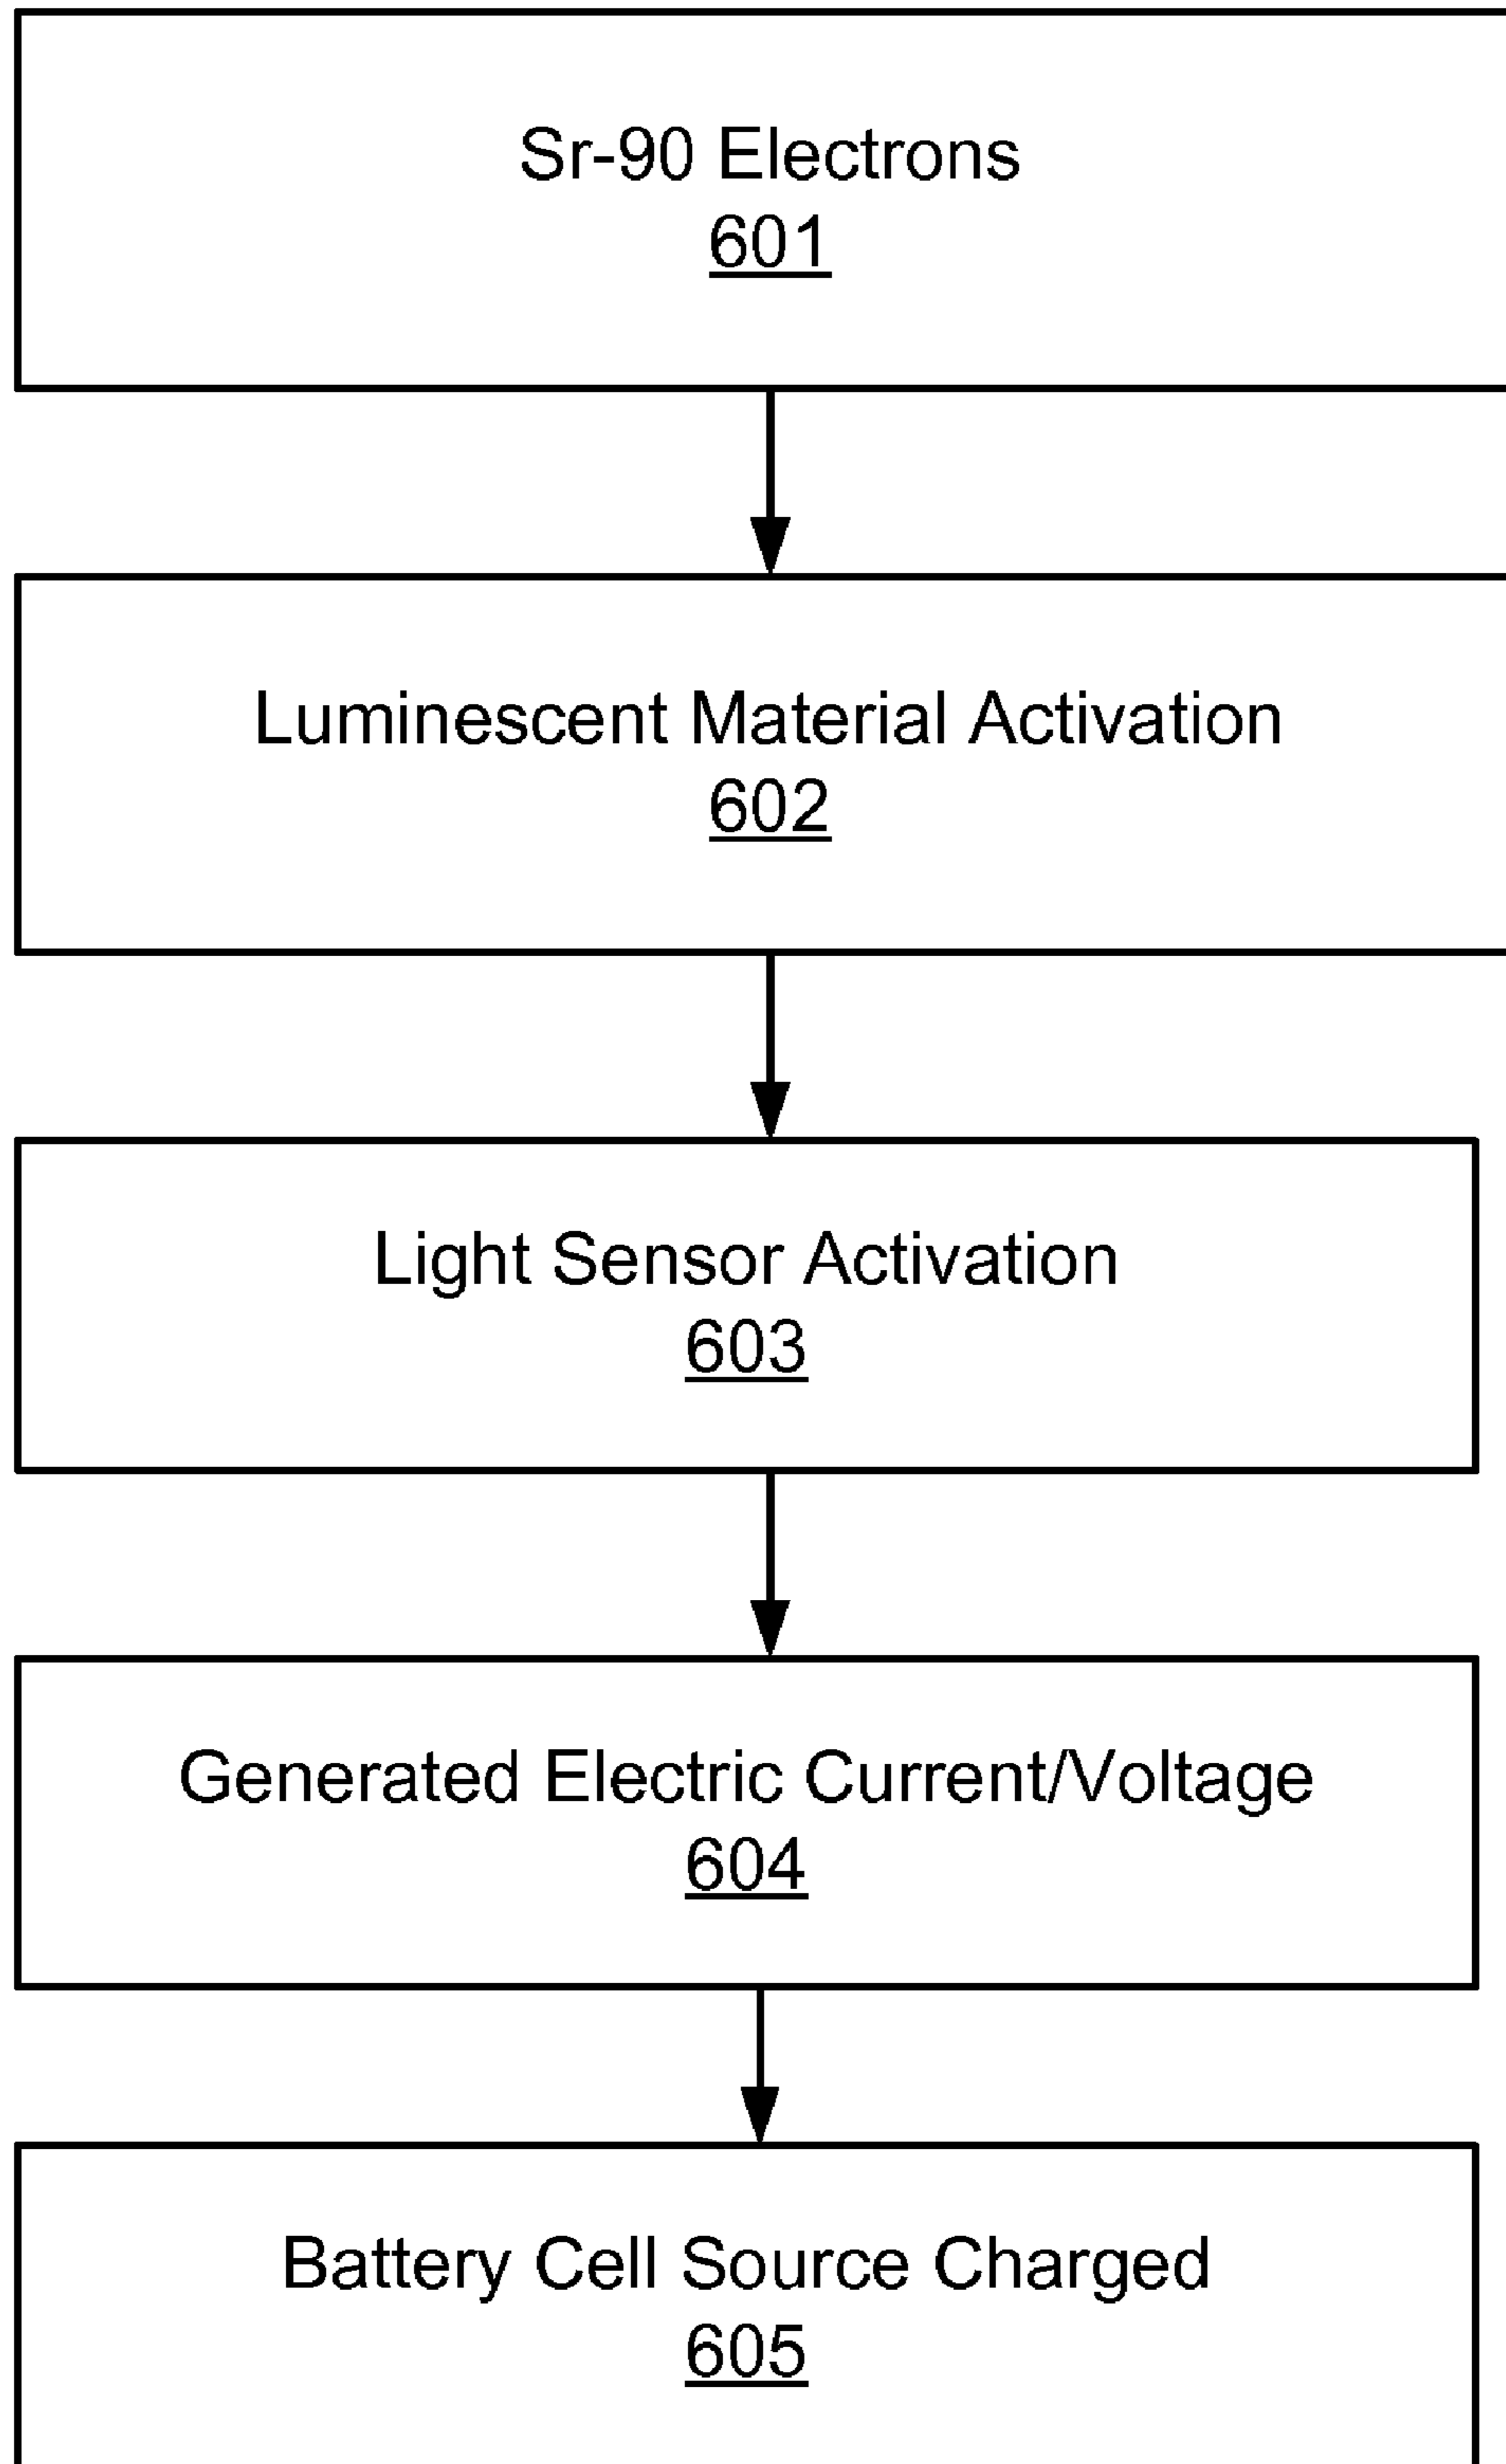 Sr-90 Electrons
601
Luminescent Material Activation
602
Light Sensor Activation
603
Generated Electric Current/Voltage
604
Battery Cell Source Charged
605